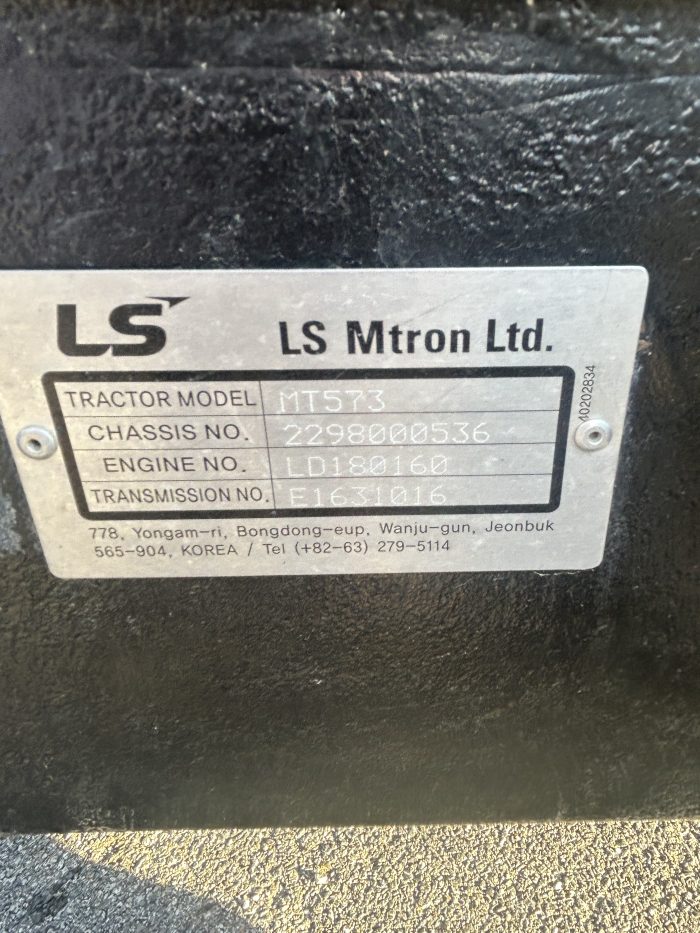 LS LS Mtron Ltd.
TRACTOR MODEL MT573
CHASSIS NO. 2298000536
ENGINE NO. LD180160
TRANSMISSION NO. E1631016
40202834
778, Yongam-ri, Bongdong-eup, Wanju-gun, Jeonbuk
565-904, KOREA / Tel (+82-63) 279-5114